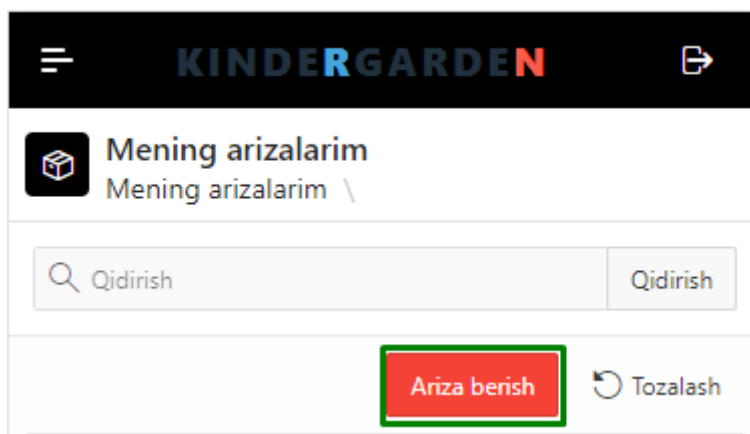 KINDERGARDEN
Mening arizalarim
Mening arizalarim \
Qidirish Qidirish
Ariza berish Tozalash